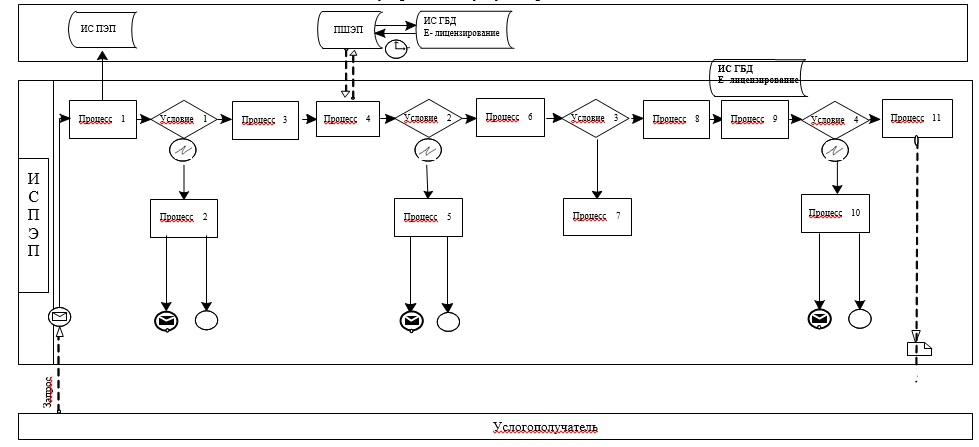 ИС ПЭП
ПШЭП
ИС ГБД
Е- лицензирование
ИС ГБД
Е лицензирование
Процесс 1
Условие 1
Процесс 3
Процесс 4
Условие 2
Процесс 6
Условие 3
Процесс 8
Процесс 9
Условие 4
Процесс 11
Процесс 2
Процесс 5
Процесс 7
Процесс 10
И
С
П
Э
П
Запрос
Услогополучатель